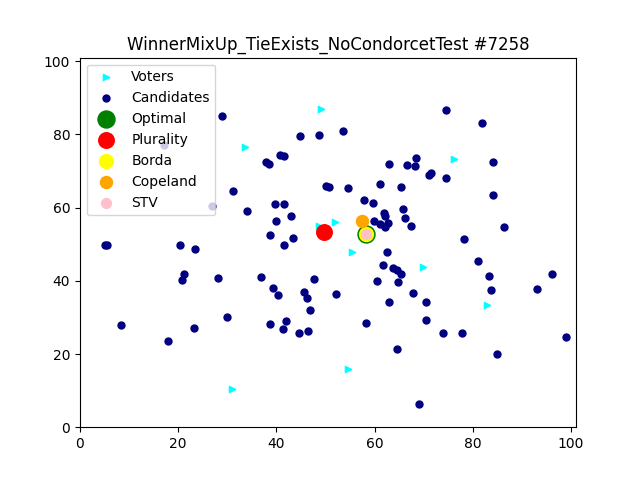 WinnerMixUp_TieExists_NoCondorcetTest #7258
100
80
60
40
20
0
0 20 40 60 80 100
Voters
Candidates
Optimal
Plurality
Borda
Copeland
STV